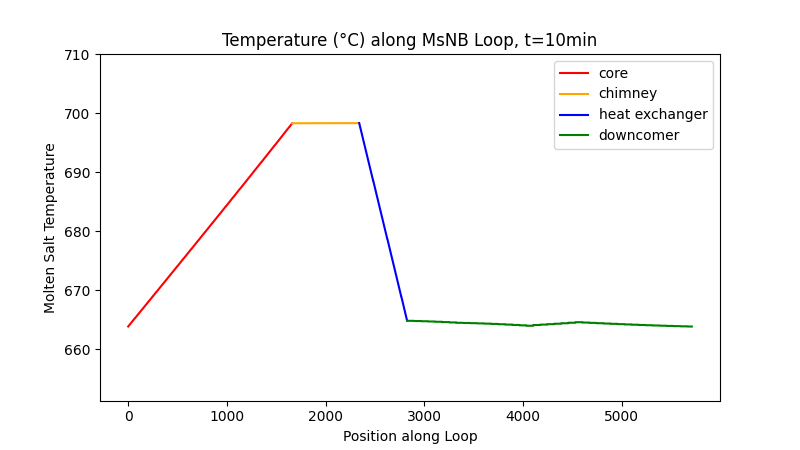 Temperature (°C) along MsNB Loop, t=10min
710
700
690
680
670
660
Molten Salt Temperature
core
chimney
heat exchanger
downcomer
0 1000 2000 3000 4000 5000
Position along Loop